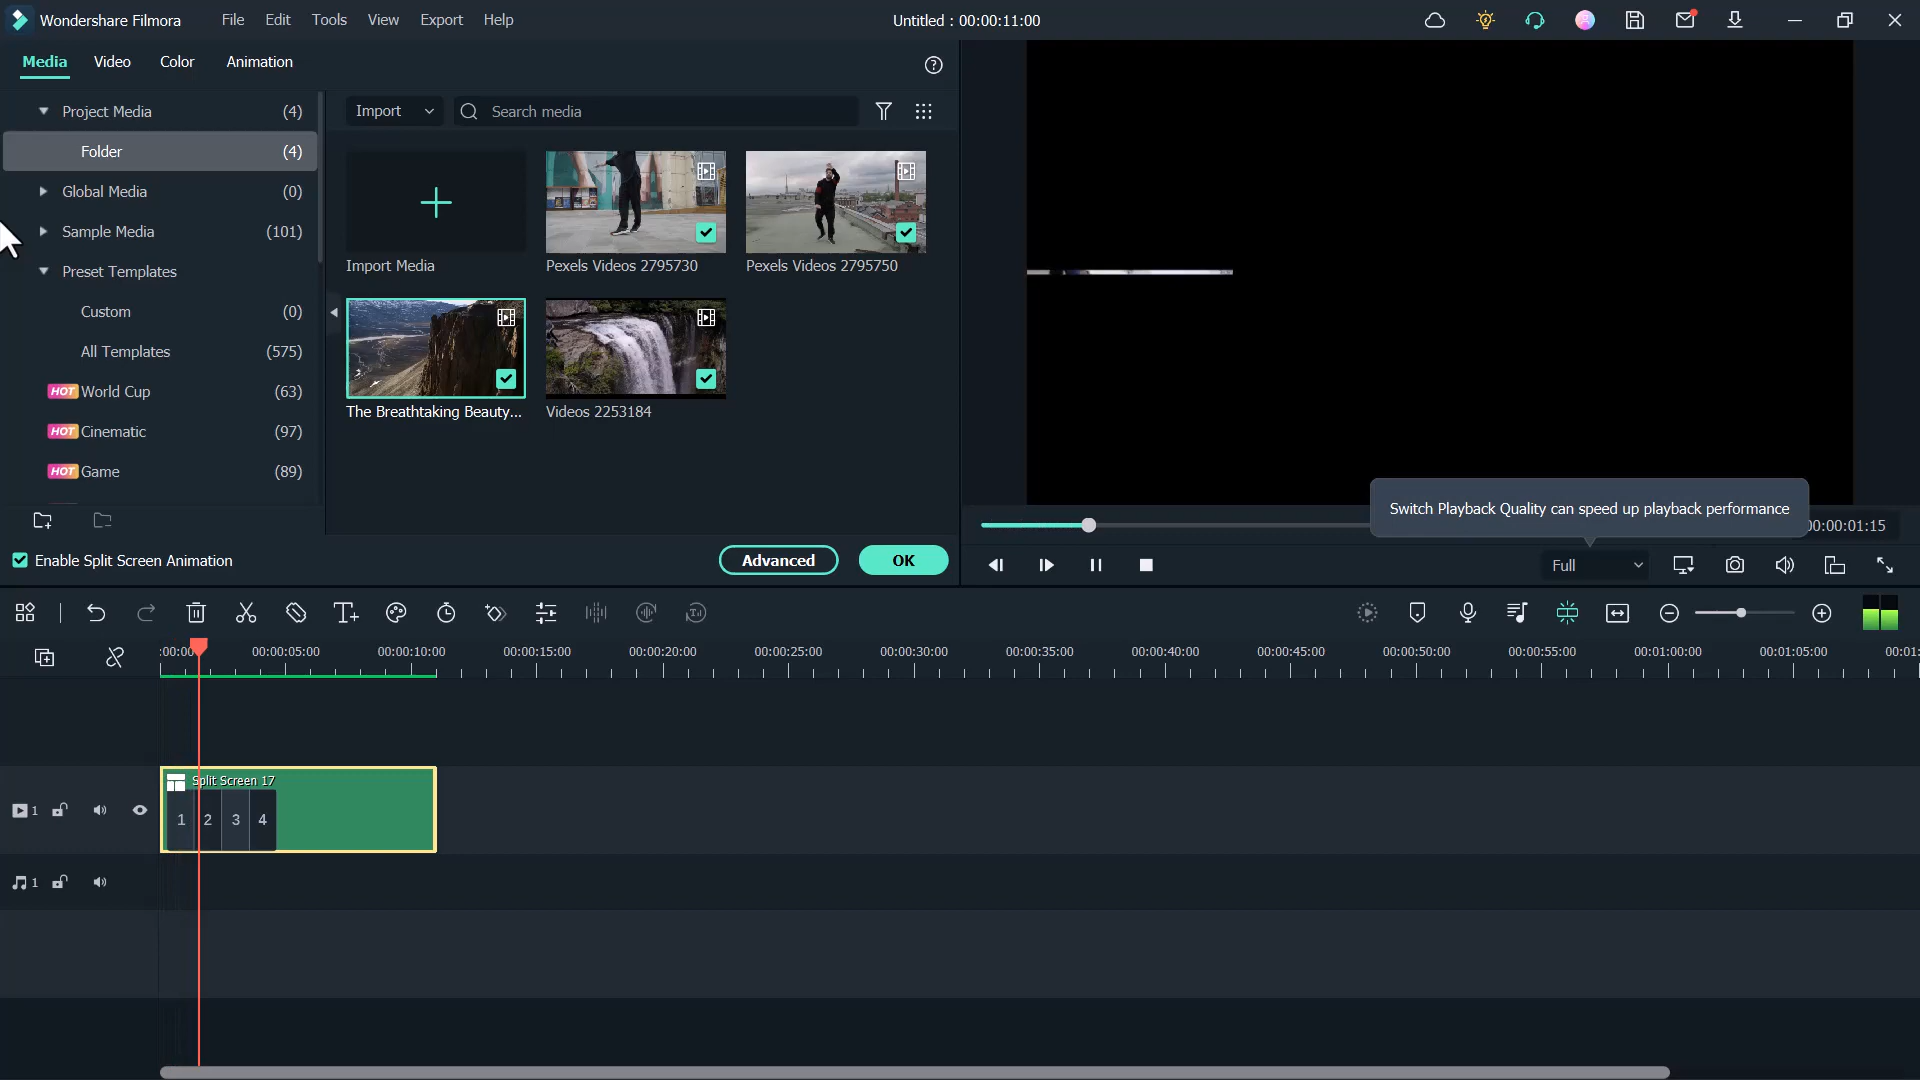 Wondershare Filmora
File Edit Tools View Export Help
Untitled : 00:00:11:00
Media Video Color Animation
Project Media (4)
Folder (4)
Global Media (0)
Sample Media (101)
Preset Templates
Custom (0)
All Templates (575)
HOT World Cup (63)
HOT Cinematic (97)
HOT Game (89)
Import
Search media
Import Media
Pexels Videos 2795730
Pexels Videos 2795750
The Breathtaking Beauty...
Videos 2253184
Enable Split Screen Animation
Advanced
OK
Switch Playback Quality can speed up playback performance
00:00:01:15
Full
:00:00 00:00:05:00 00:00:10:00 00:00:15:00 00:00:20:00 00:00:25:00 00:00:30:00 00:00:35:00 00:00:40:00 00:00:45:00 00:00:50:00 00:00:55:00 00:01:00:00 00:01:05:00 00:01:
Split Screen 17
1 2 3 4
1
1